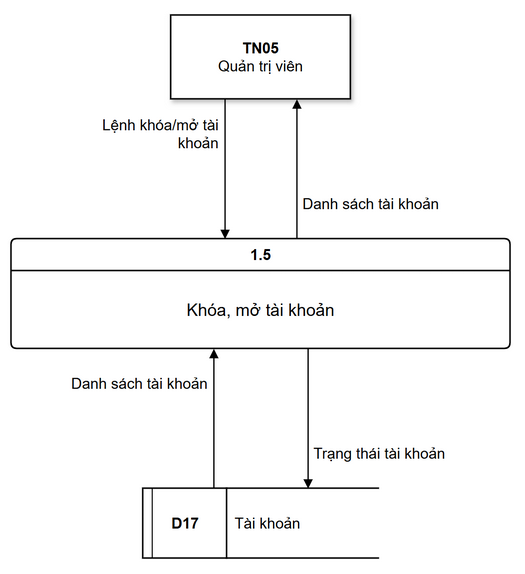 TN05
Quản trị viên
Lệnh khóa/mở tài
khoản
Danh sách tài khoản
1.5
Khóa, mở tài khoản
Danh sách tài khoản
Trạng thái tài khoản
D17
Tài khoản